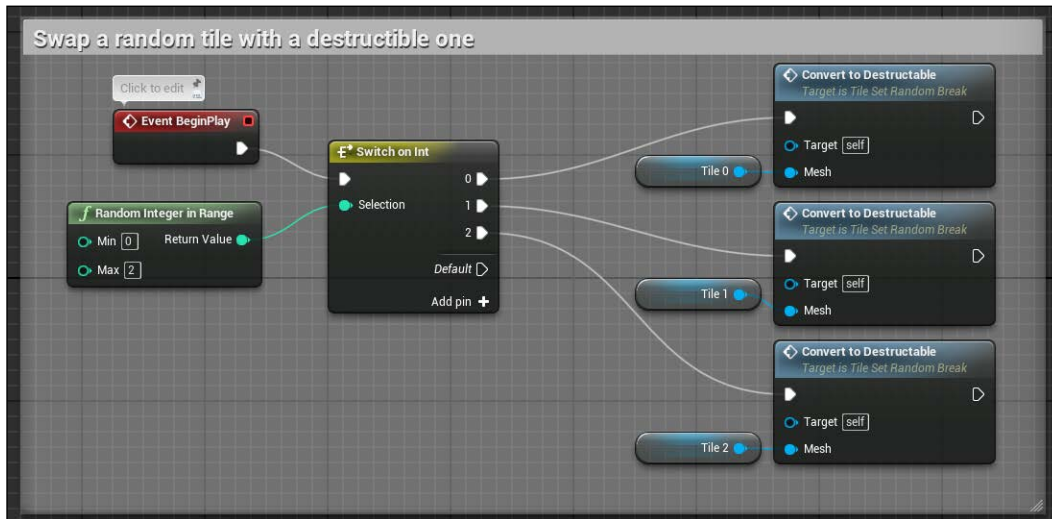 Swap a random tile with a destructible one
Click to edit
Event BeginPlay
Random Integer in Range
Min 0 Return Value
Max 2
Switch on Int
0
Selection 1
2
Default
Add pin +
Tile 0
Convert to Destructable
Target is Tile Set Random Break
Target self
Mesh
Tile 1
Convert to Destructable
Target is Tile Set Random Break
Target self
Mesh
Tile 2
Convert to Destructable
Target is Tile Set Random Break
Target self
Mesh